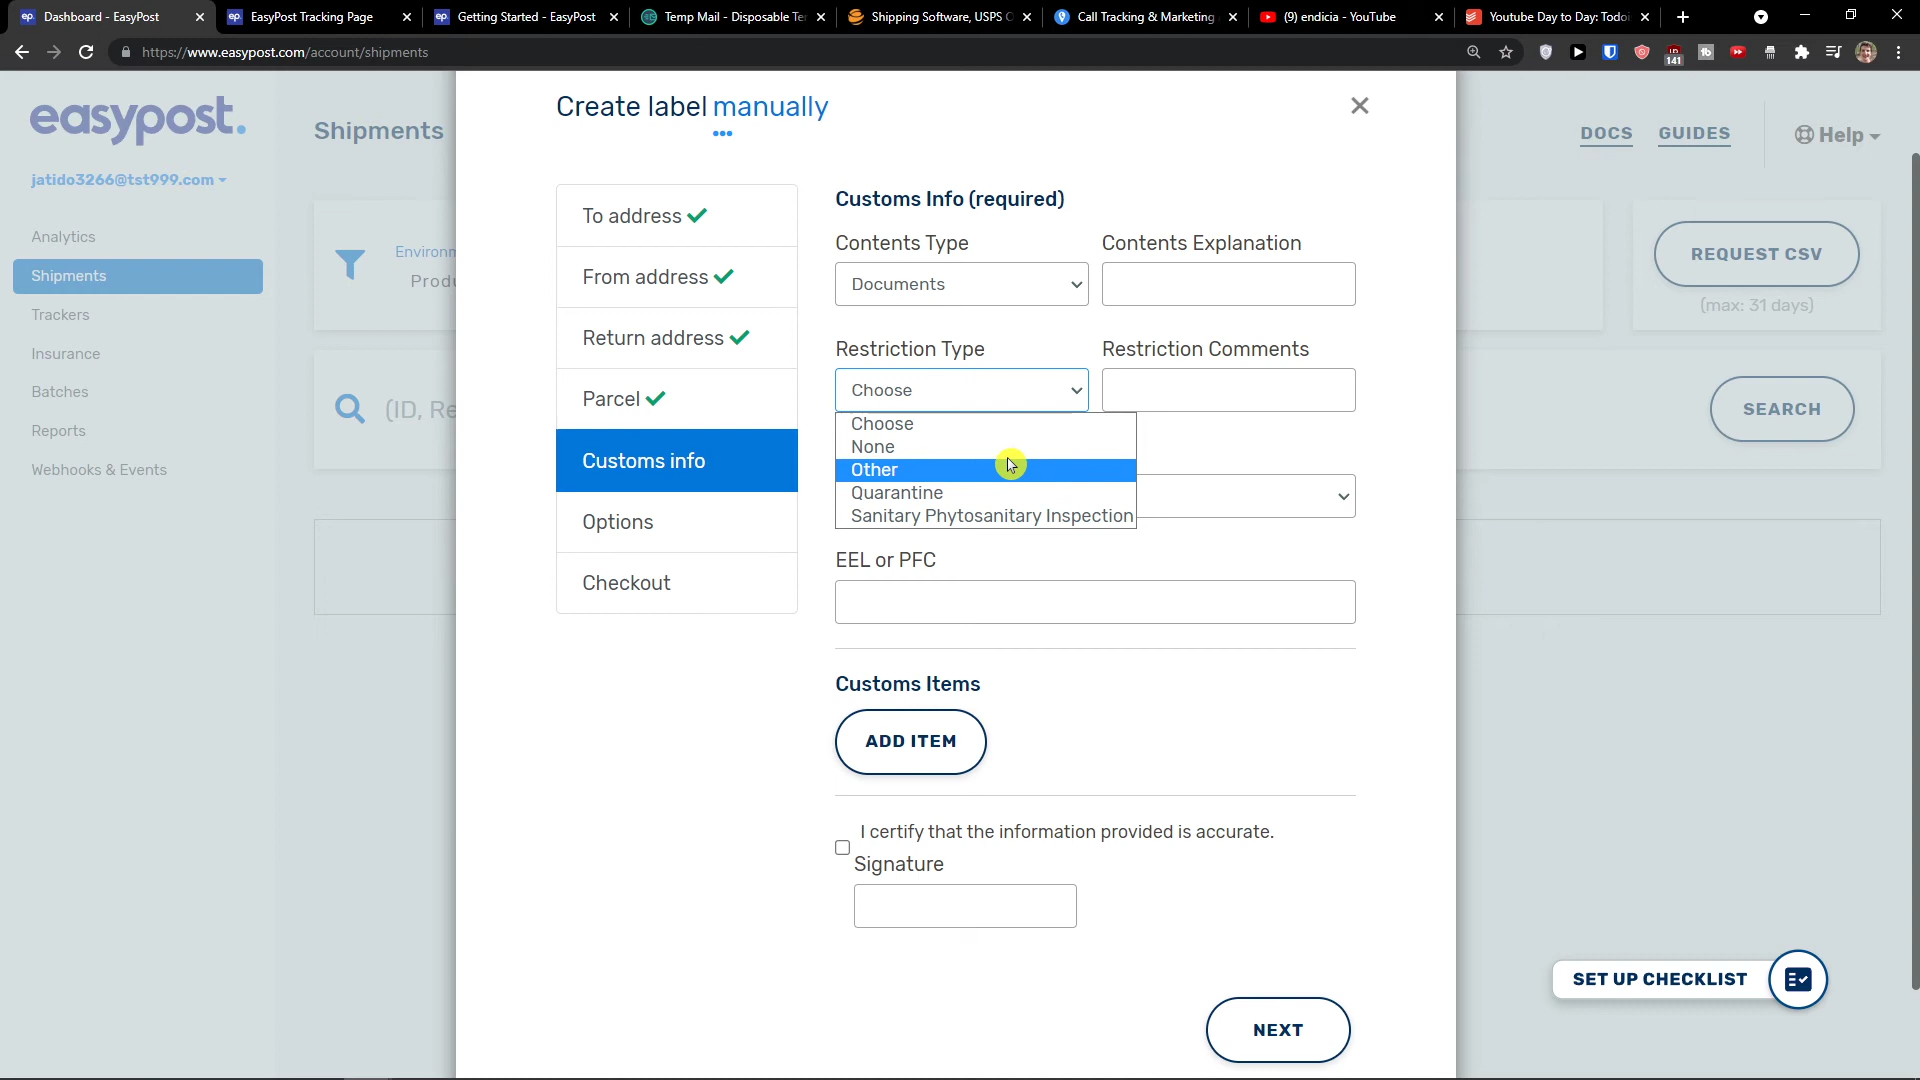 Dashboard - EasyPost
EasyPost Tracking Page
Getting Started - EasyPost
Temp Mail - Disposable Te
Shipping Software, USPS
Call Tracking & Marketing
(9) endicia - YouTube
Youtube Day to Day: Todoi
https://www.easypost.com/account/shipments
141
easypost.
jatido3266@tst999.com
Analytics
Shipments
Trackers
Insurance
Batches
Reports
Webhooks & Events
Shipments
DOCS
GUIDES
Help
Environm
Produ
REQUEST CSV
(max: 31 days)
(ID, Re
SEARCH
Create label manually
To address
From address
Return address
Parcel
Customs info
Options
Checkout
Customs Info (required)
Contents Type
Contents Explanation
Documents
Restriction Type
Restriction Comments
Choose
Choose
None
Other
Quarantine
Sanitary Phytosanitary Inspection
EEL or PFC
Customs Items
ADD ITEM
I certify that the information provided is accurate.
Signature
NEXT
SET UP CHECKLIST